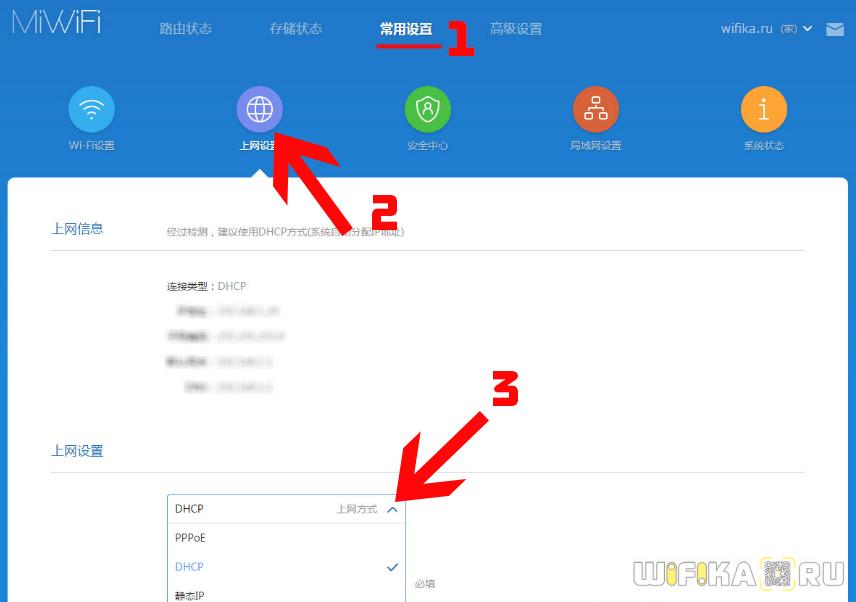 MiWiFi
路由状态 存储状态 常用设置 1 高级设置 wifika.ru (家)
Wi-Fi设置 上网设置 安全中心 局域网设置 系统状态
2
上网信息 经过检测，建议使用DHCP方式(系统自动分配IP地址)
连接类型：DHCP
3
上网设置
DHCP 上网方式
PPPoE
DHCP
必填
静态IP
WIFIKA RU